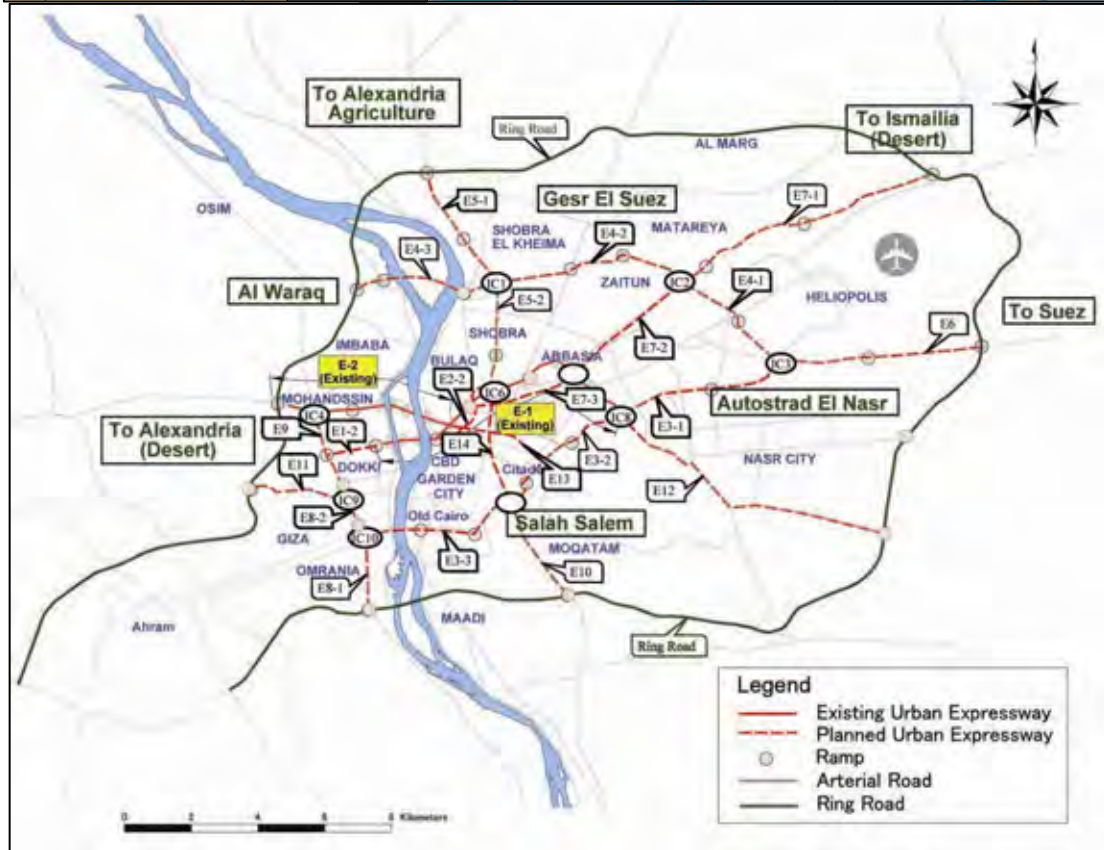 To Alexandria
Agriculture
Ring Road
AL MARG
To Ismailia
(Desert)
OSIM
E5-1
Gesr El Suez
E7-1
SHOBRA
EL KHEIMA
E4-2
MATAREYA
E4-3
IC1
ZAITUN
IC2
Al Waraq
E5-2
E4-1
HELIOPOLIS
To Suez
SHOBRA
E6
IMBABA
E7-2
BULAQ
ABBASIA
IC3
E-2
(Existing)
E2-2
MOHANDSSIN
IC6
E7-3
Autostrad El Nasr
IC4
E-1
(Existing)
IC8
E3-1
To Alexandria
(Desert)
E9
E1-2
E14
E3-2
DOKKI
CBD
E13
NASR CITY
E11
GARDEN
CITY
E12
IC9
E8-2
Old Cairo
Salah Salem
GIZA
IC10
E3-3
MOQATAM
OMRANIA
E8-1
E10
Ahram
MAADI
Ring Road
Legend
Existing Urban Expressway
Planned Urban Expressway
Ramp
Arterial Road
Ring Road
0 2 4 6 8 Kilometers